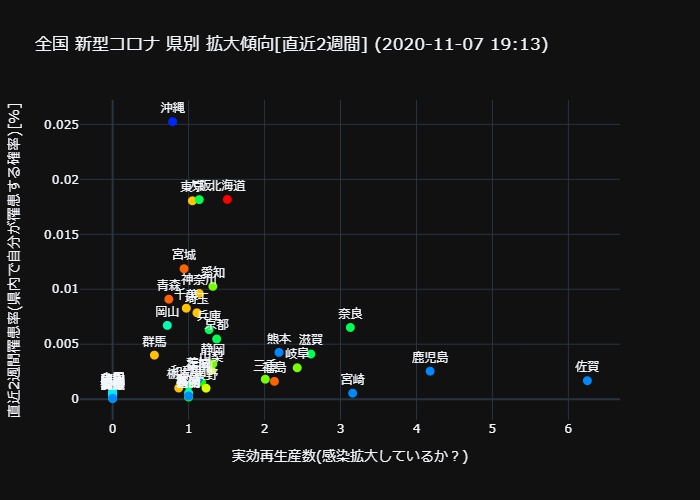 全国 新型コロナ 県別 拡大傾向[直近2週間] (2020-11-07 19:13)
直近2週間罹患率(県内で自分が罹患する確率)[%]
0.025
0.02
0.015
0.01
0.005
0
沖縄
東京
大阪
北海道
宮城
愛知
神奈川
青森
千葉
埼玉
岡山
兵庫
京都
奈良
群馬
静岡
熊本
滋賀
岐阜
鹿児島
三重
佐賀
宮崎
0
1
2
3
4
5
6
実効再生産数(感染拡大しているか？)